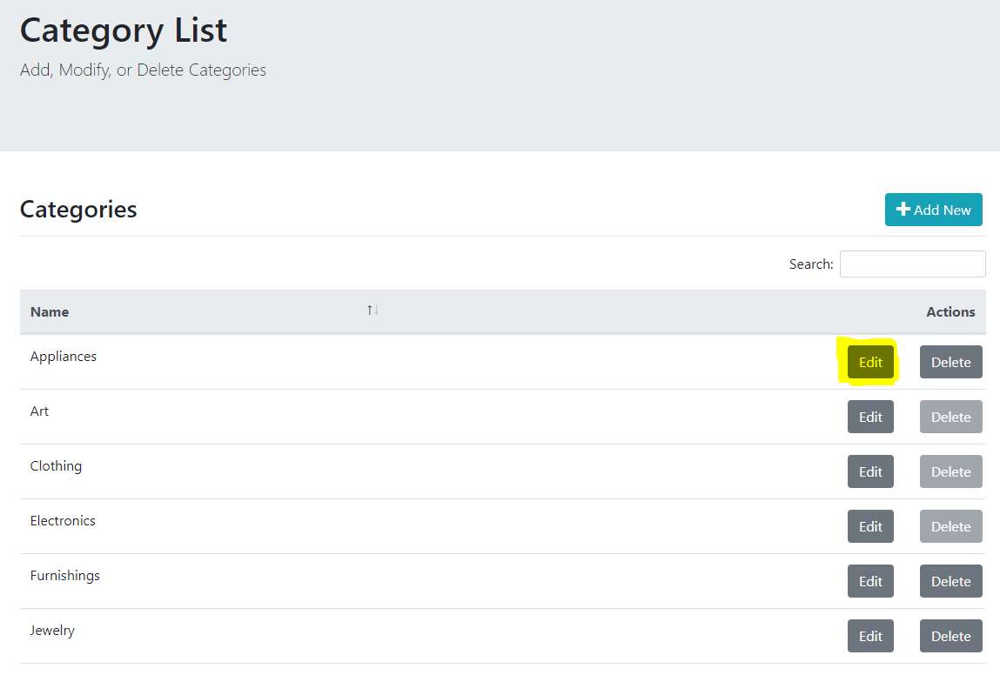 Category List
Add, Modify, or Delete Categories
Categories
Add New
Search:
Name Actions
Appliances Edit Delete
Art Edit Delete
Clothing Edit Delete
Electronics Edit Delete
Furnishings Edit Delete
Jewelry Edit Delete